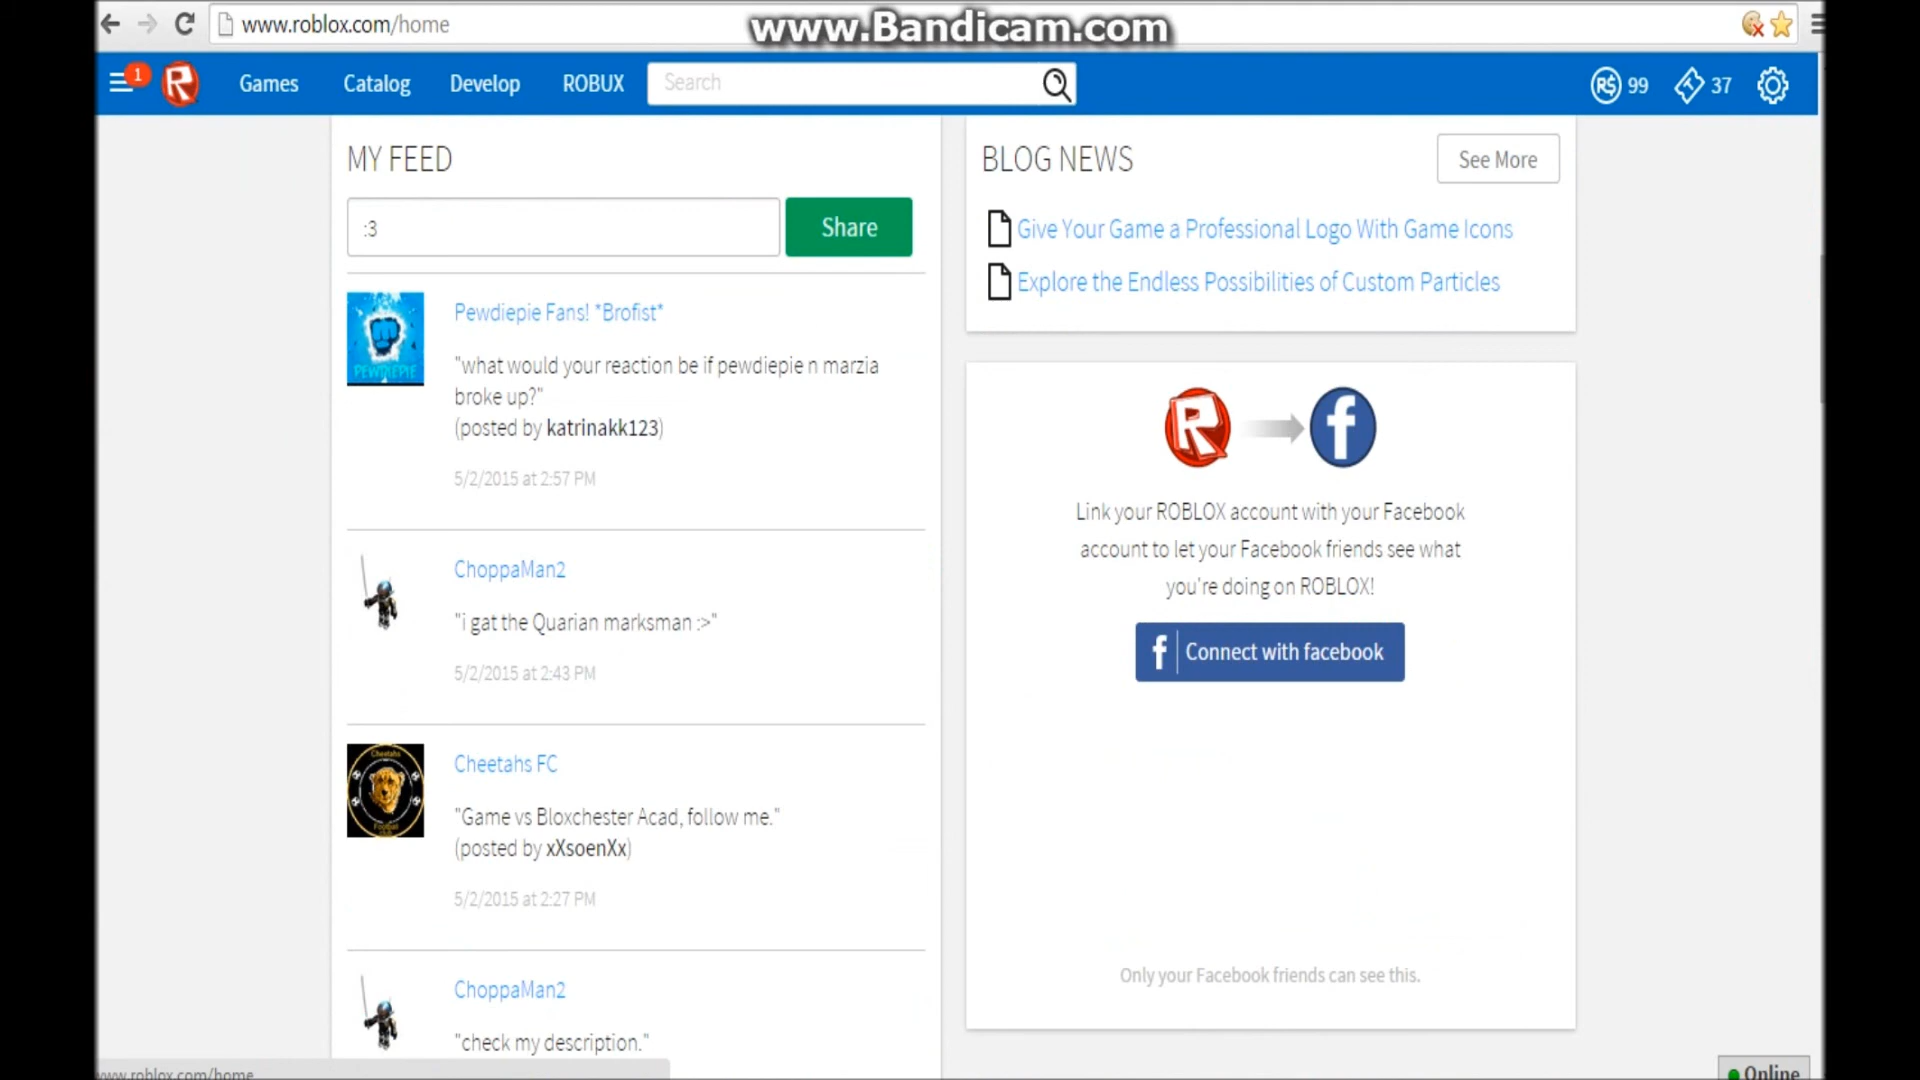 www.roblox.com/home
www.Bandicam.com
1
Games
Catalog
Develop
ROBUX
Search
R$ 99
T 37
MY FEED
:3
Share
Pewdiepie Fans! *Brofist*
PEWDIEPIE
"what would your reaction be if pewdiepie n marzia
broke up?"
(posted by katrinakk123)
5/2/2015 at 2:57 PM
ChoppaMan2
"i gat the Quarian marksman :>"
5/2/2015 at 2:43 PM
Cheetahs FC
Cheetahs
Football
"Game vs Bloxchester Acad, follow me."
(posted by xXsoenXx)
5/2/2015 at 2:27 PM
ChoppaMan2
"check my description."
BLOG NEWS
See More
Give Your Game a Professional Logo With Game Icons
Explore the Endless Possibilities of Custom Particles
R
f
Link your ROBLOX account with your Facebook
account to let your Facebook friends see what
you're doing on ROBLOX!
f Connect with facebook
Only your Facebook friends can see this.
www.roblox.com/home
Online